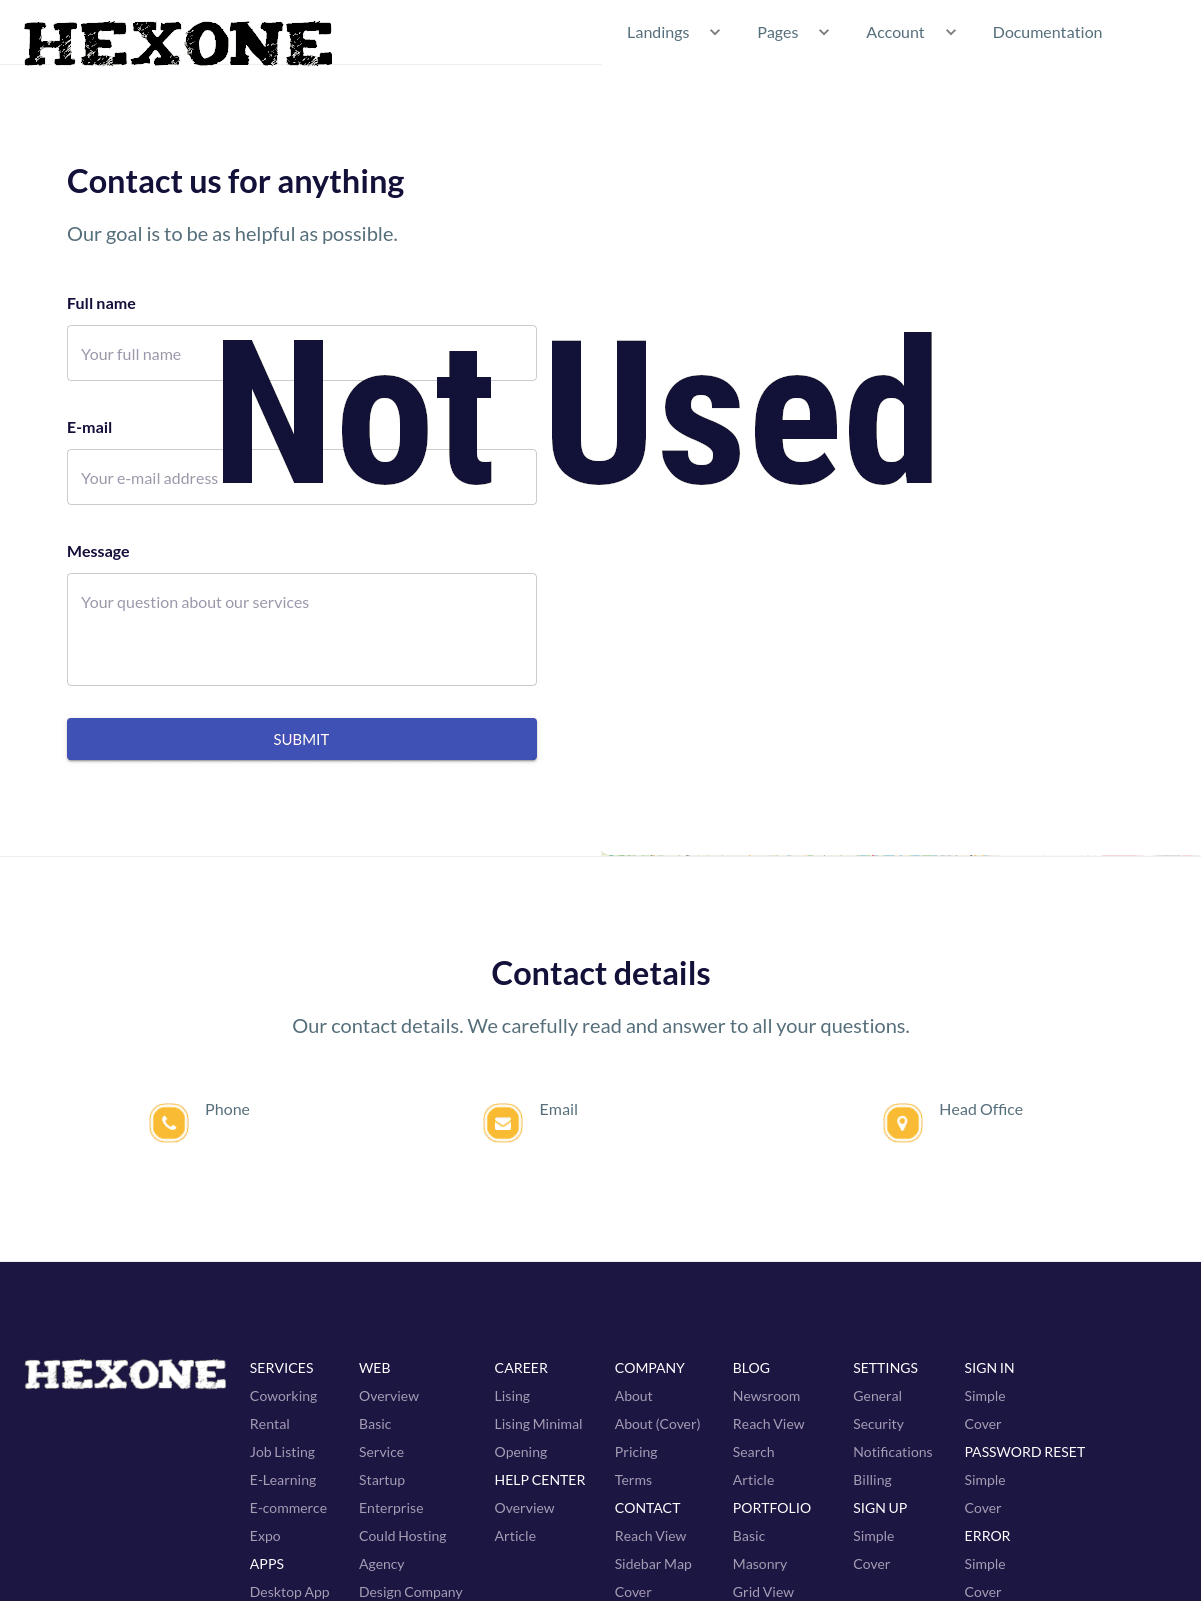 HEXONE
Landings Pages Account Documentation
Contact us for anything
Our goal is to be as helpful as possible.
Full name
Your full name
Not Used
E-mail
Your e-mail address
Message
Your question about our services
SUBMIT
Contact details
Our contact details. We carefully read and answer to all your questions.
Phone Email Head Office
HEXONE
SERVICES WEB CAREER COMPANY BLOG SETTINGS SIGN IN
Coworking Overview Lising About Newsroom General Simple
Rental Basic Lising Minimal About (Cover) Reach View Security Cover
Job Listing Service Opening Pricing Search Notifications PASSWORD RESET
E-Learning Startup HELP CENTER Terms Article Billing Simple
E-commerce Enterprise Overview CONTACT PORTFOLIO SIGN UP Cover
Expo Could Hosting Article Reach View Basic Simple ERROR
APPS Agency Sidebar Map Masonry Cover Simple
Desktop App Design Company Cover Grid View Cover